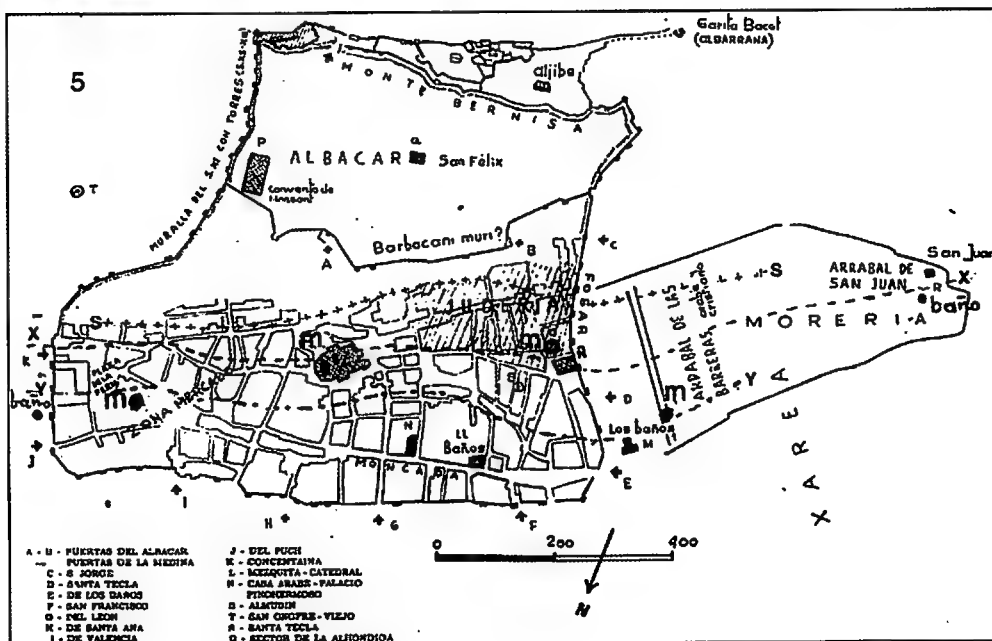 5
Garita Bacot
(ALBARRANA)
Aljibe
MONTE BERNISA
MURALLA DEL S.XI CON TORRES
P
ALBACAR
a
San Félix
Convento de
T
Barbacani muri?
A
B
C
JUDERIA
FOSAR
S
S
ARRABAL DE LAS
BARRERAS
ARRABAL DE
SAN JUAN
San Juan
X
R
baño
MORERIA
X
m
m
m
m
ZONA MERCADO
baño
K
J
D
Y
N
LL
Baños
Los baños
M
MONCADA
E
XAREA
I
H
G
F
0 200 400
N
A - B - PUERTAS DEL ALBACAR
PUERTAS DE LA MEDINA
C - S JORGE
D - SANTA TECLA
E - DE LOS BAÑOS
F - SAN FRANCISCO
G - DEL LEON
H - DE SANTA ANA
I - DE VALENCIA
J - DEL PUCH
K - CONCENTAINA
L - MEZQUITA-CATEDRAL
N - CASA ARABE-PALACIO
PINOHERMOSO
S - ALMUDIN
T - SAN ONOFRE-VIEJO
R - SANTA TECLA
O - SECTOR DE LA ALHONDIGA